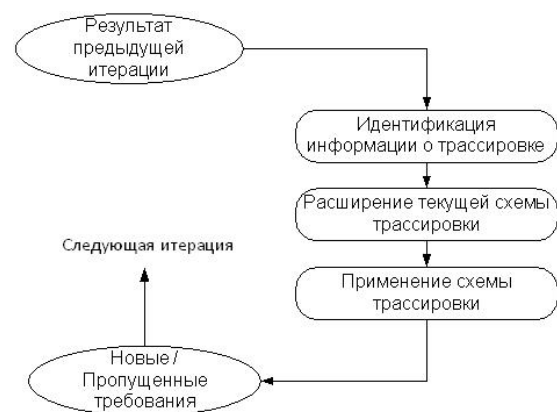 Результат
предыдущей
итерации
Идентификация
информации о трассировке
Расширение текущей схемы
трассировки
Применение схемы
трассировки
Следующая итерация
Новые /
Пропущенные
требования